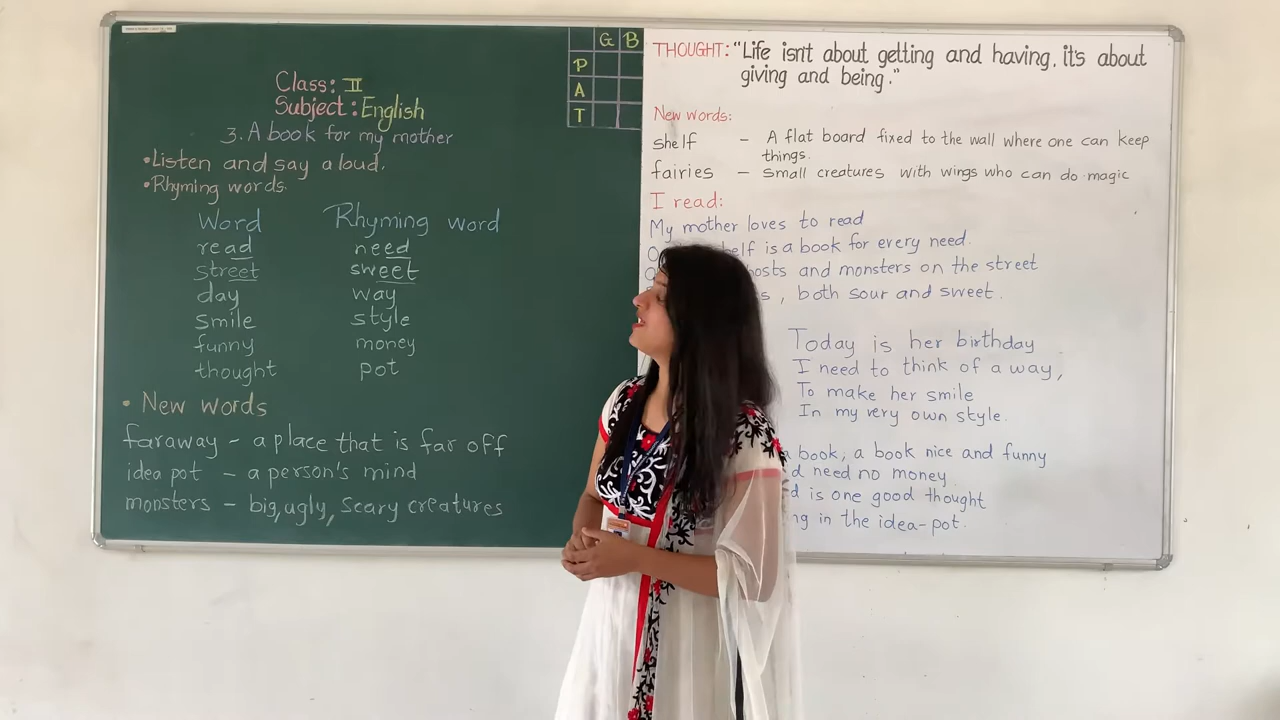 Class: II
Subject: English
3. A book for my mother
•Listen and say aloud.
•Rhyming words.
Word Rhyming word
read need
street sweet
day way
smile style
funny money
thought pot
• New words
faraway – a place that is far off
idea pot – a person's mind
monsters – big, ugly, scary creatures
G B
P
A
T
THOUGHT: "Life isn't about getting and having, it's about
giving and being."
New words:
shelf – A flat board fixed to the wall where one can keep
things.
fairies – small creatures with wings who can do magic
I read:
My mother loves to read
is a book for every need.
and monsters on the street
, both sour and sweet.
Today is her birthday
I need to think of a way,
To make her smile
In my very own style.
book, a book nice and funny
need no money
is one good thought
in the idea-pot.